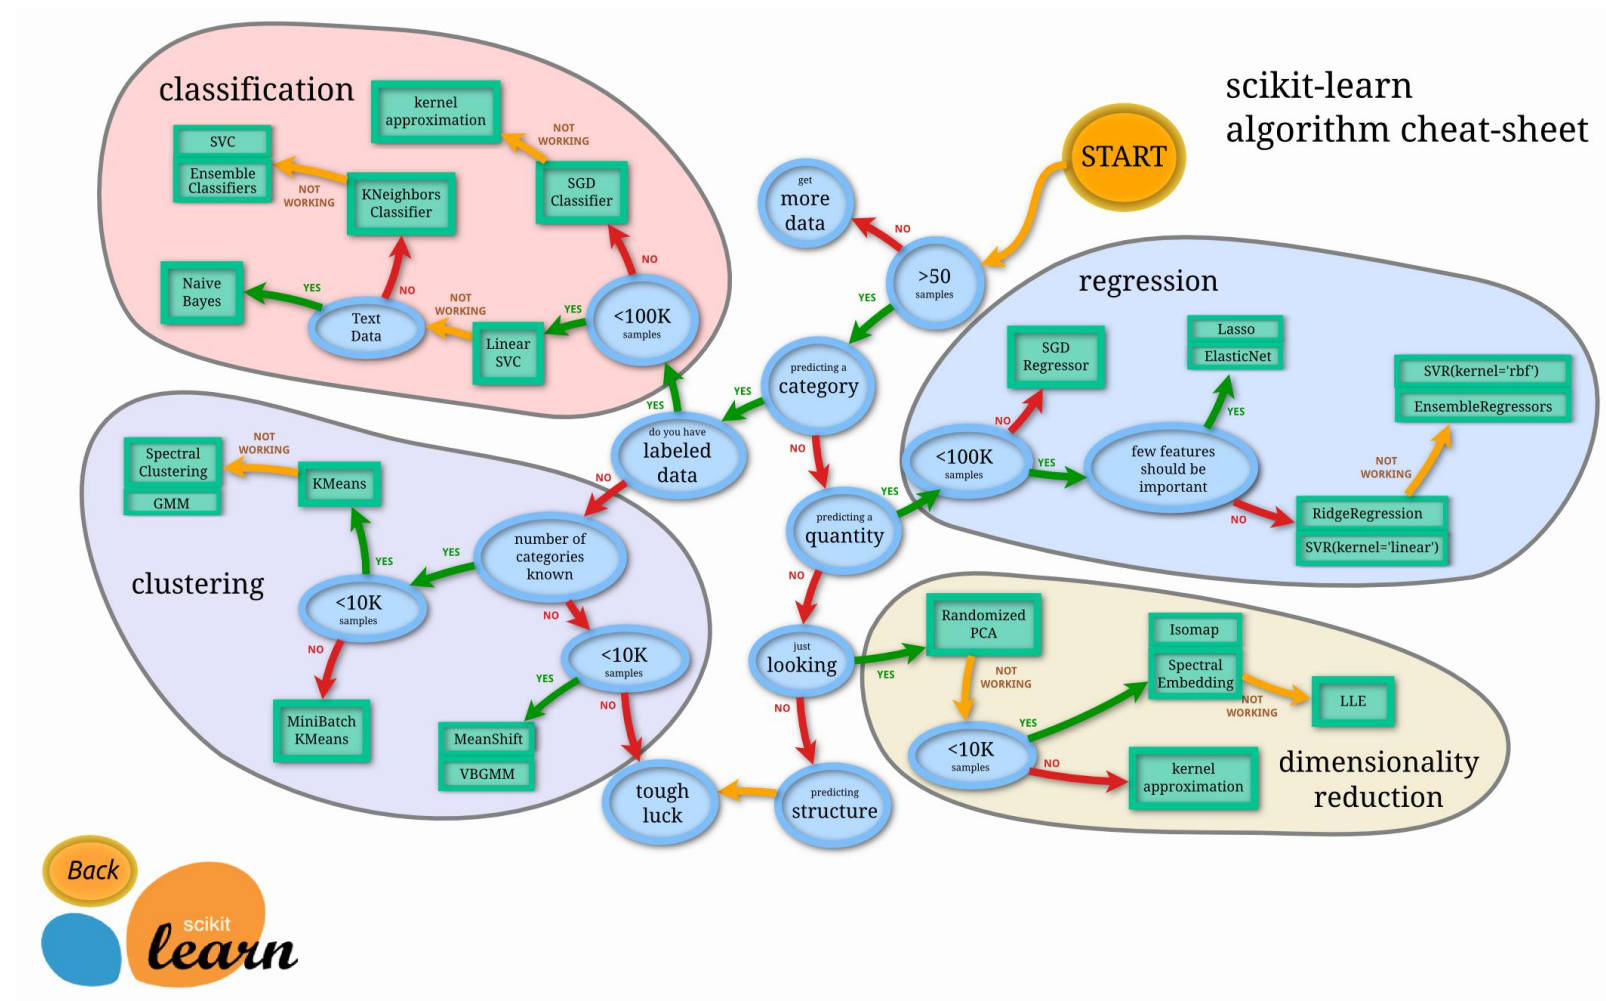 scikit-learn
algorithm cheat-sheet
START
>50
samples
NO
get
more
data
YES
predicting a
category
YES
do you have
labeled
data
NO
predicting a
quantity
YES
NO
just
looking
YES
NO
predicting
structure
tough
luck
classification
YES
<100K
samples
NO
SGD
Classifier
NOT
WORKING
kernel
approximation
YES
Linear
SVC
NOT
WORKING
Text
Data
YES
Naive
Bayes
NO
KNeighbors
Classifier
NOT
WORKING
SVC
Ensemble
Classifiers
clustering
NO
number of
categories
known
YES
<10K
samples
YES
KMeans
NOT
WORKING
Spectral
Clustering
GMM
NO
MiniBatch
KMeans
NO
<10K
samples
YES
MeanShift
VBGMM
NO
regression
<100K
samples
NO
SGD
Regressor
YES
few features
should be
important
YES
Lasso
ElasticNet
NO
RidgeRegression
SVR(kernel='linear')
NOT
WORKING
SVR(kernel='rbf')
EnsembleRegressors
dimensionality
reduction
Randomized
PCA
NOT
WORKING
<10K
samples
YES
Isomap
Spectral
Embedding
NOT
WORKING
LLE
NO
kernel
approximation
Back
scikit
learn